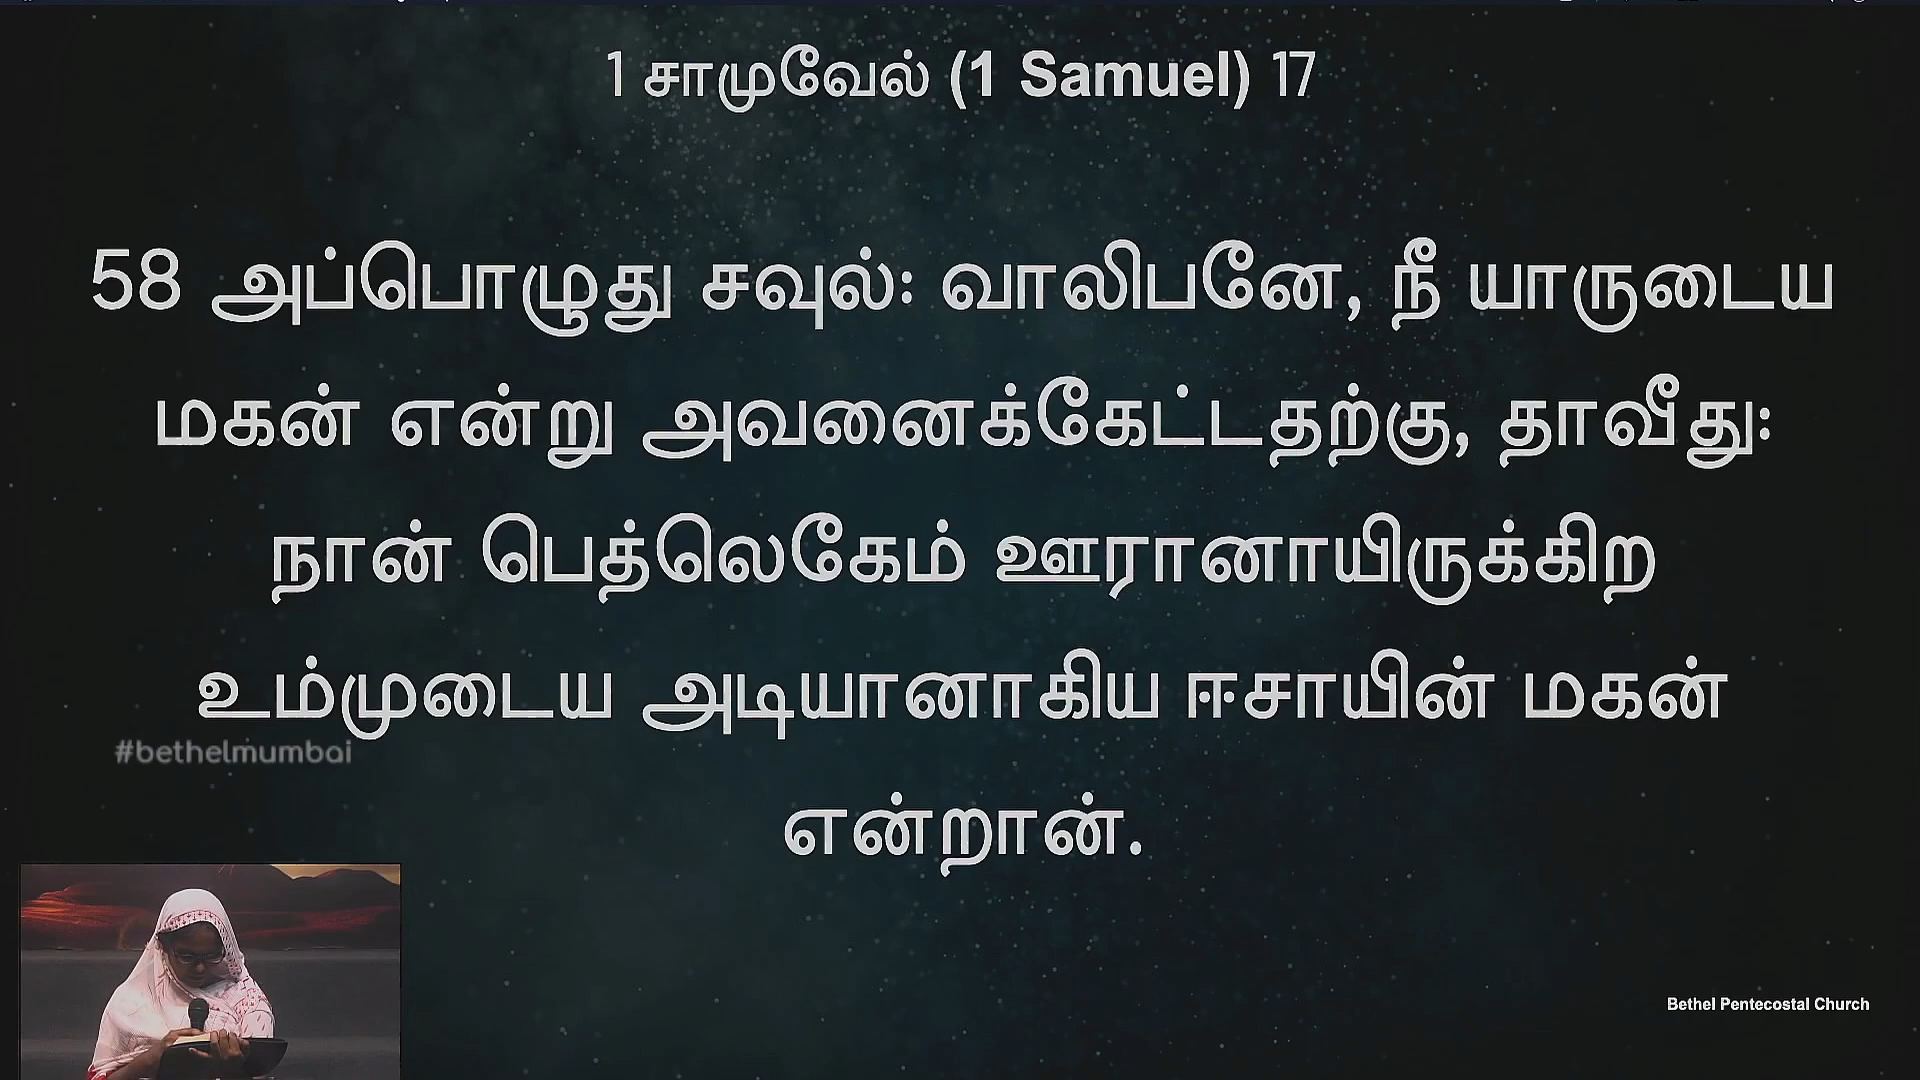 1 சாமுவேல் (1 Samuel) 17
58 அப்பொழுது சவுல்: வாலிபனே, நீ யாருடைய
மகன் என்று அவனைக்கேட்டதற்கு, தாவீது:
நான் பெத்லெகேம் ஊரானாயிருக்கிற
உம்முடைய அடியானாகிய ஈசாயின் மகன்
#bethelmumbai
என்றான்.
Bethel Pentecostal Church